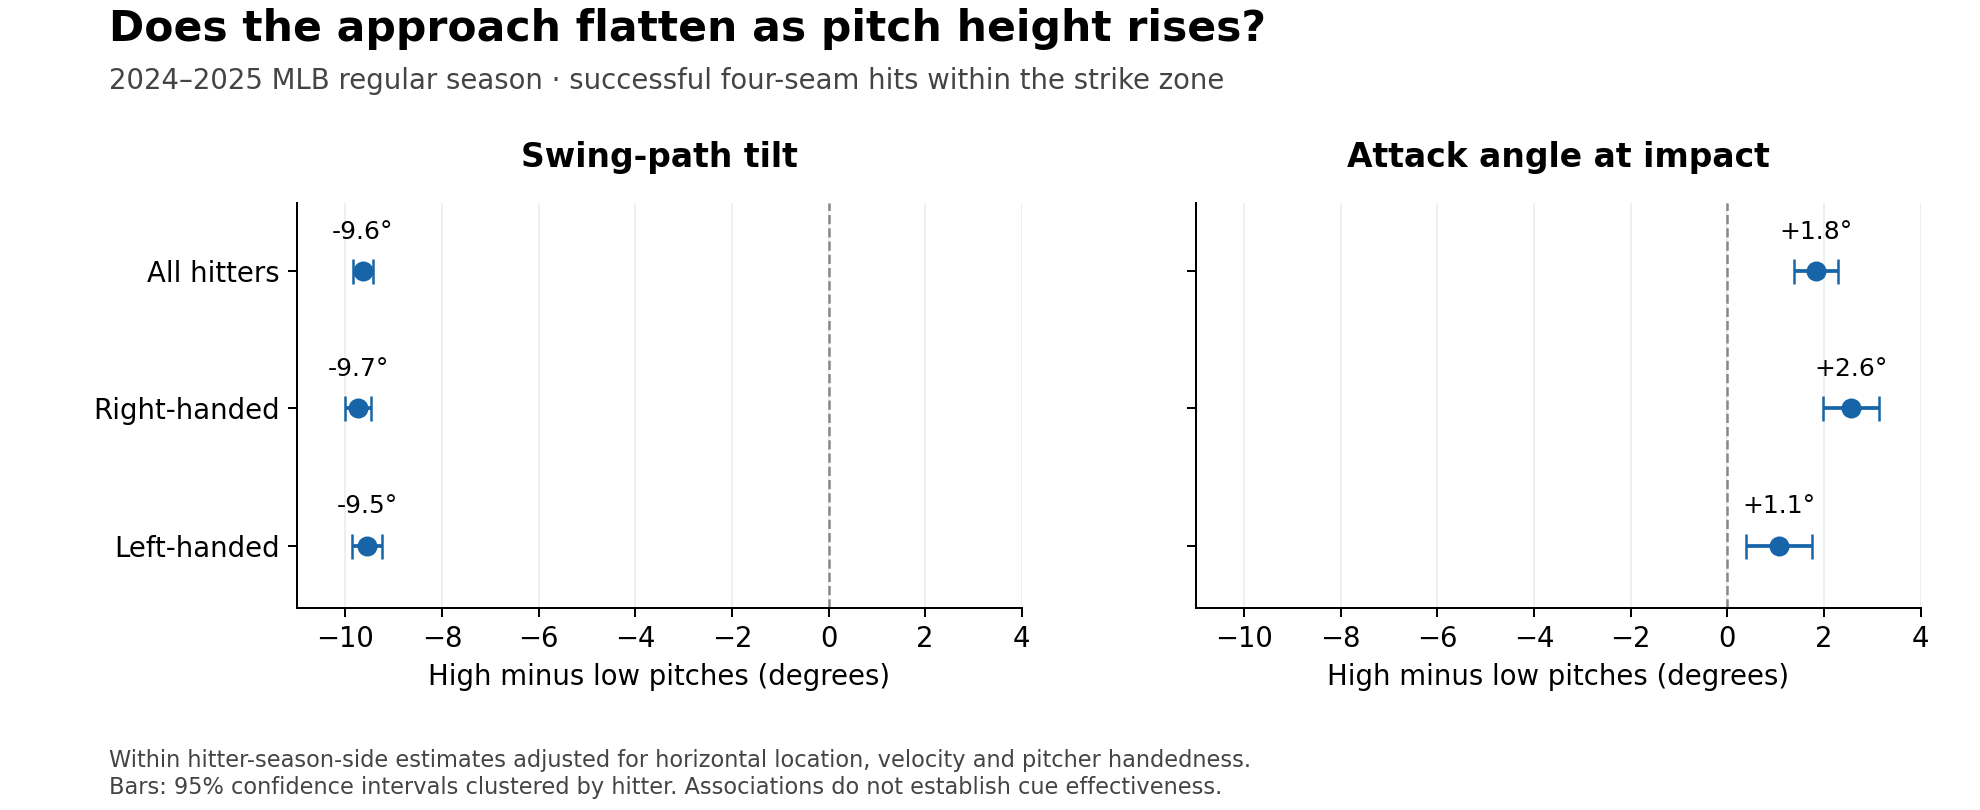 Does the approach flatten as pitch height rises?
2024–2025 MLB regular season · successful four-seam hits within the strike zone
Swing-path tilt
Attack angle at impact
-9.6°
+1.8°
All hitters
-9.7°
+2.6°
Right-handed
-9.5°
+1.1°
Left-handed
−10 −8 −6 −4 −2 0 2 4
−10 −8 −6 −4 −2 0 2 4
High minus low pitches (degrees)
High minus low pitches (degrees)
Within hitter-season-side estimates adjusted for horizontal location, velocity and pitcher handedness.
Bars: 95% confidence intervals clustered by hitter. Associations do not establish cue effectiveness.